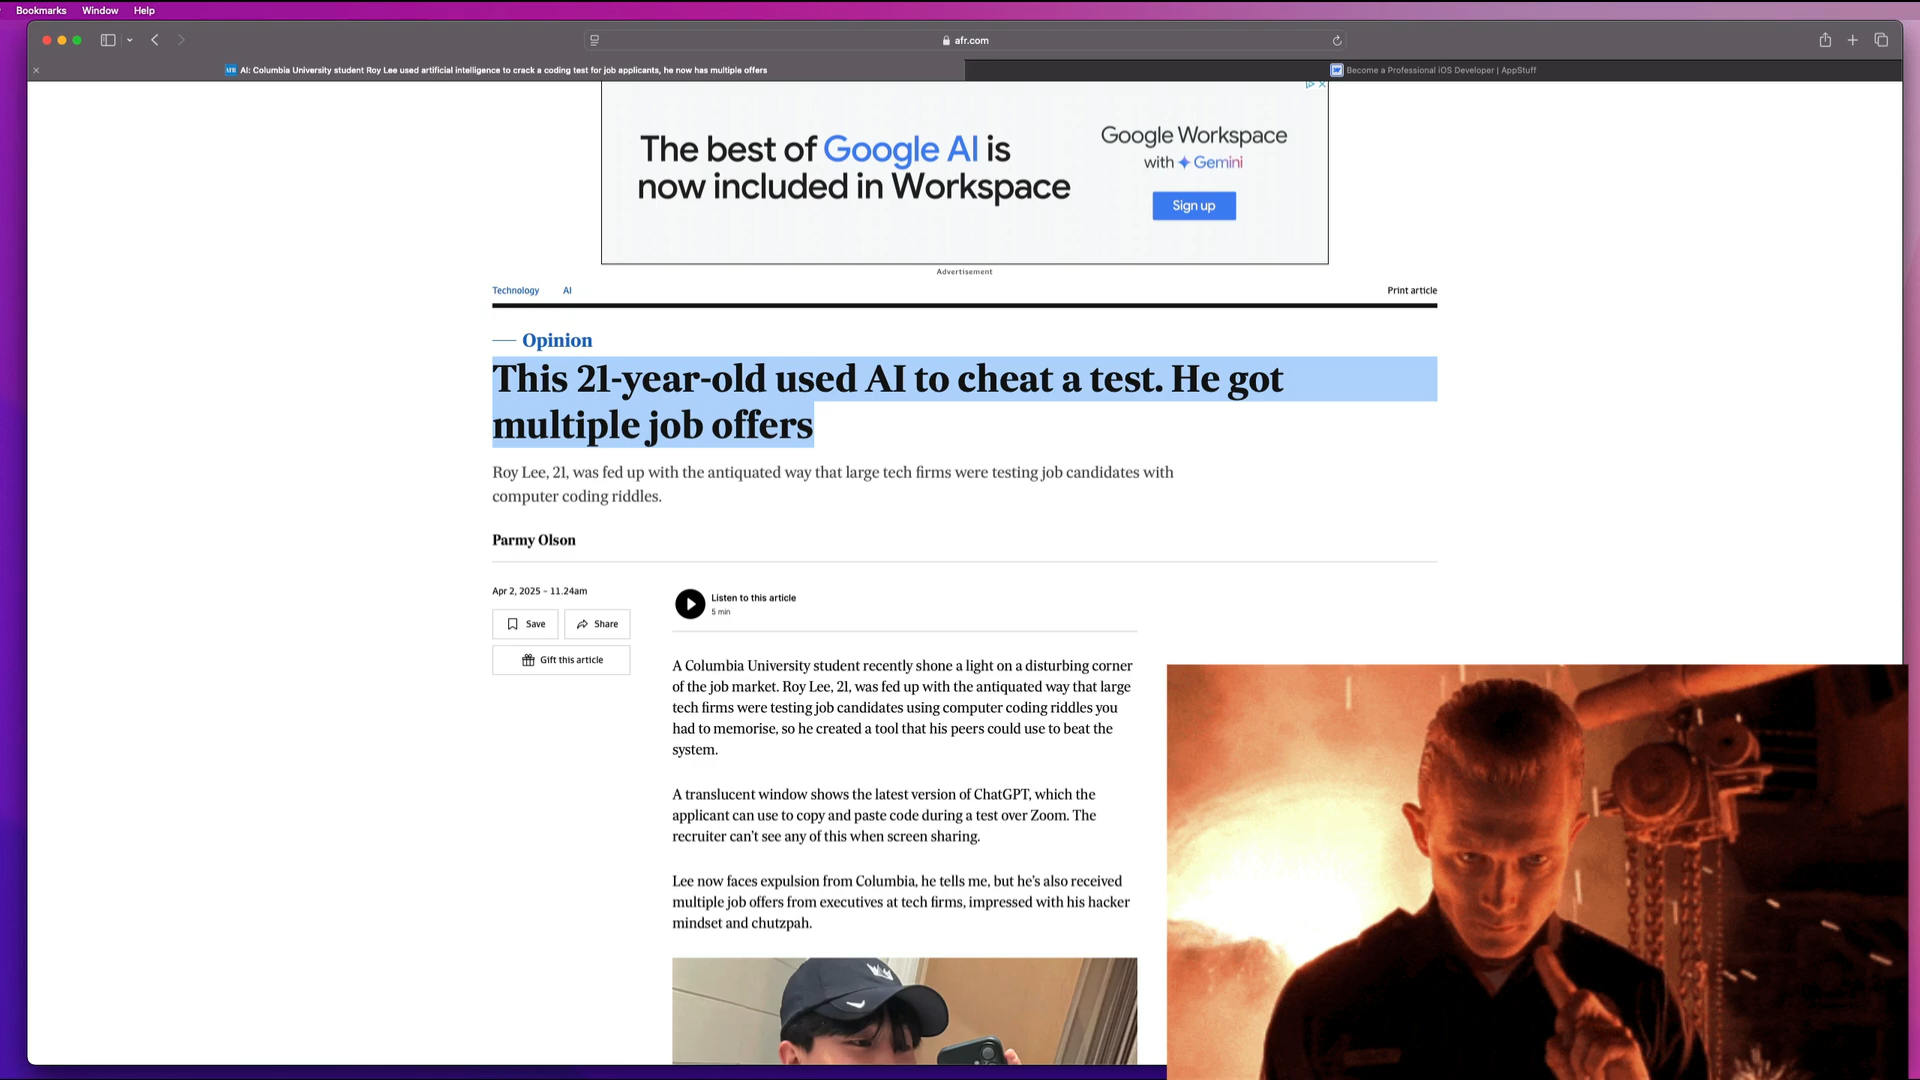 Bookmarks Window Help
afr.com
AI: Columbia University student Roy Lee used artificial intelligence to crack a coding test for job applicants, he now has multiple offers
Become a Professional iOS Developer | AppStuff
The best of Google AI is
now included in Workspace
Google Workspace
with Gemini
Sign up
Advertisement
Technology AI
Print article
Opinion
This 21-year-old used AI to cheat a test. He got
multiple job offers
Roy Lee, 21, was fed up with the antiquated way that large tech firms were testing job candidates with
computer coding riddles.
Parmy Olson
Apr 2, 2025 – 11.24am
Save
Share
Gift this article
Listen to this article
5 min
A Columbia University student recently shone a light on a disturbing corner
of the job market. Roy Lee, 21, was fed up with the antiquated way that large
tech firms were testing job candidates using computer coding riddles you
had to memorise, so he created a tool that his peers could use to beat the
system.
A translucent window shows the latest version of ChatGPT, which the
applicant can use to copy and paste code during a test over Zoom. The
recruiter can't see any of this when screen sharing.
Lee now faces expulsion from Columbia, he tells me, but he's also received
multiple job offers from executives at tech firms, impressed with his hacker
mindset and chutzpah.